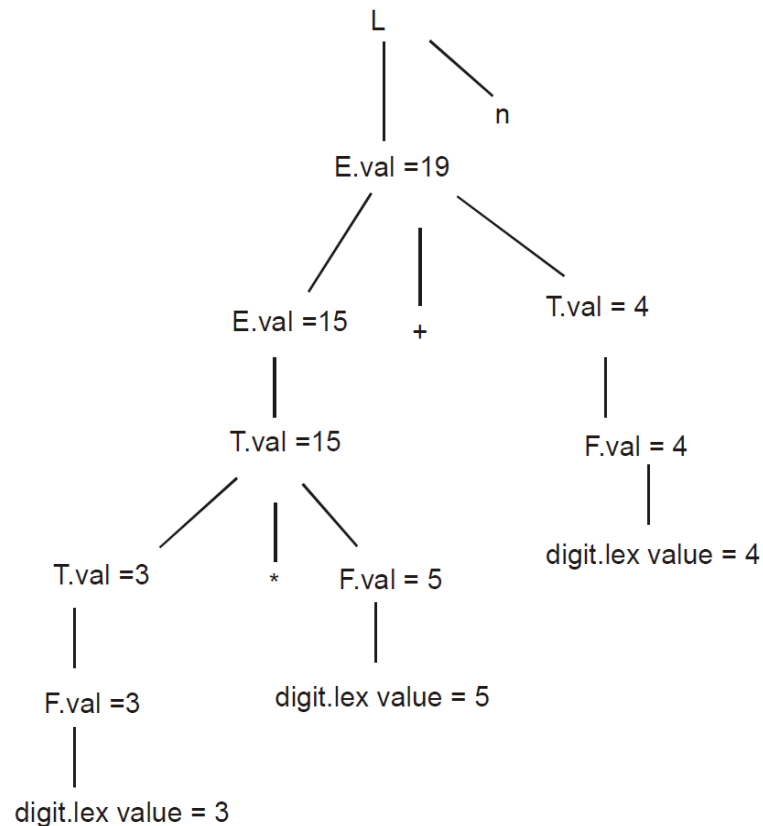 L
n
E.val =19
E.val =15
+
T.val = 4
T.val =15
F.val = 4
T.val =3
*
F.val = 5
digit.lex value = 4
F.val =3
digit.lex value = 5
digit.lex value = 3